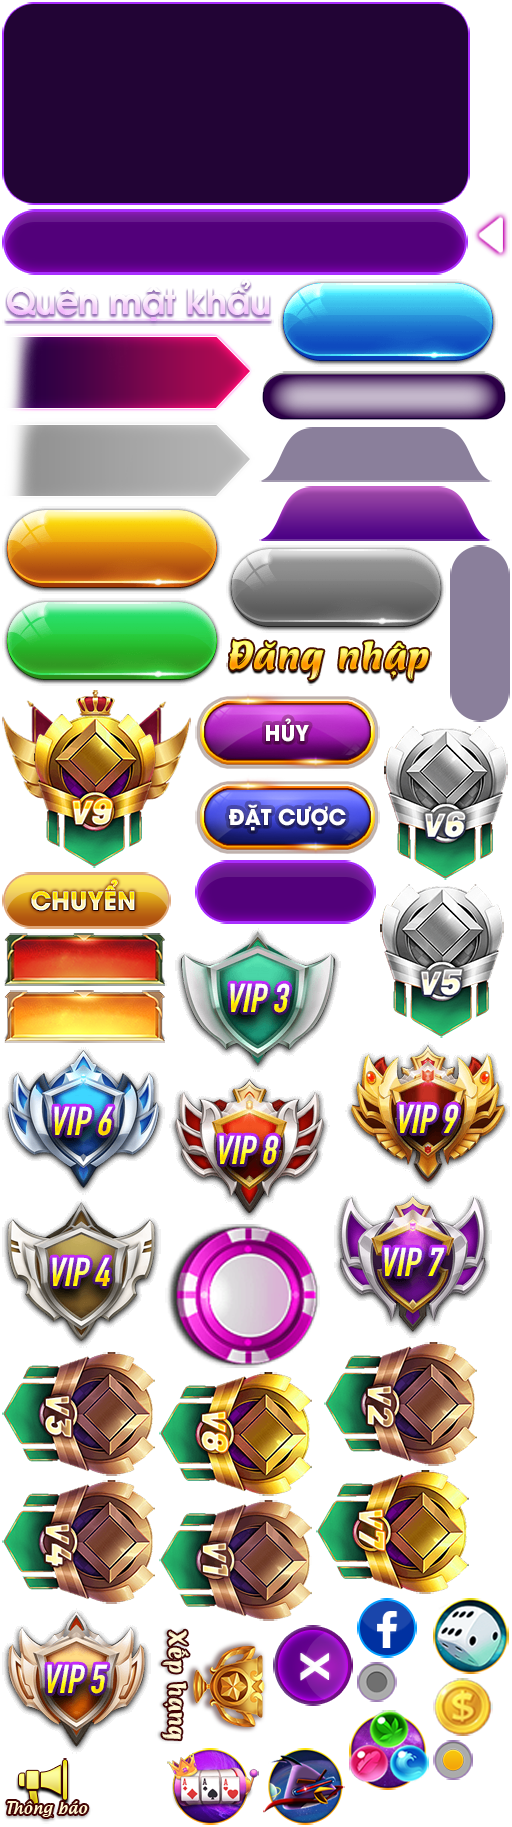 Quên mật khẩu
Đăng nhập
HỦY
V9
ĐẶT CƯỢC
V6
CHUYỂN
V5
VIP 3
VIP 6
VIP 8
VIP 9
VIP 4
VIP 7
V3
V8
V2
V4
V1
V7
VIP 5
Xếp hạng
f
A A A
$
Thông báo